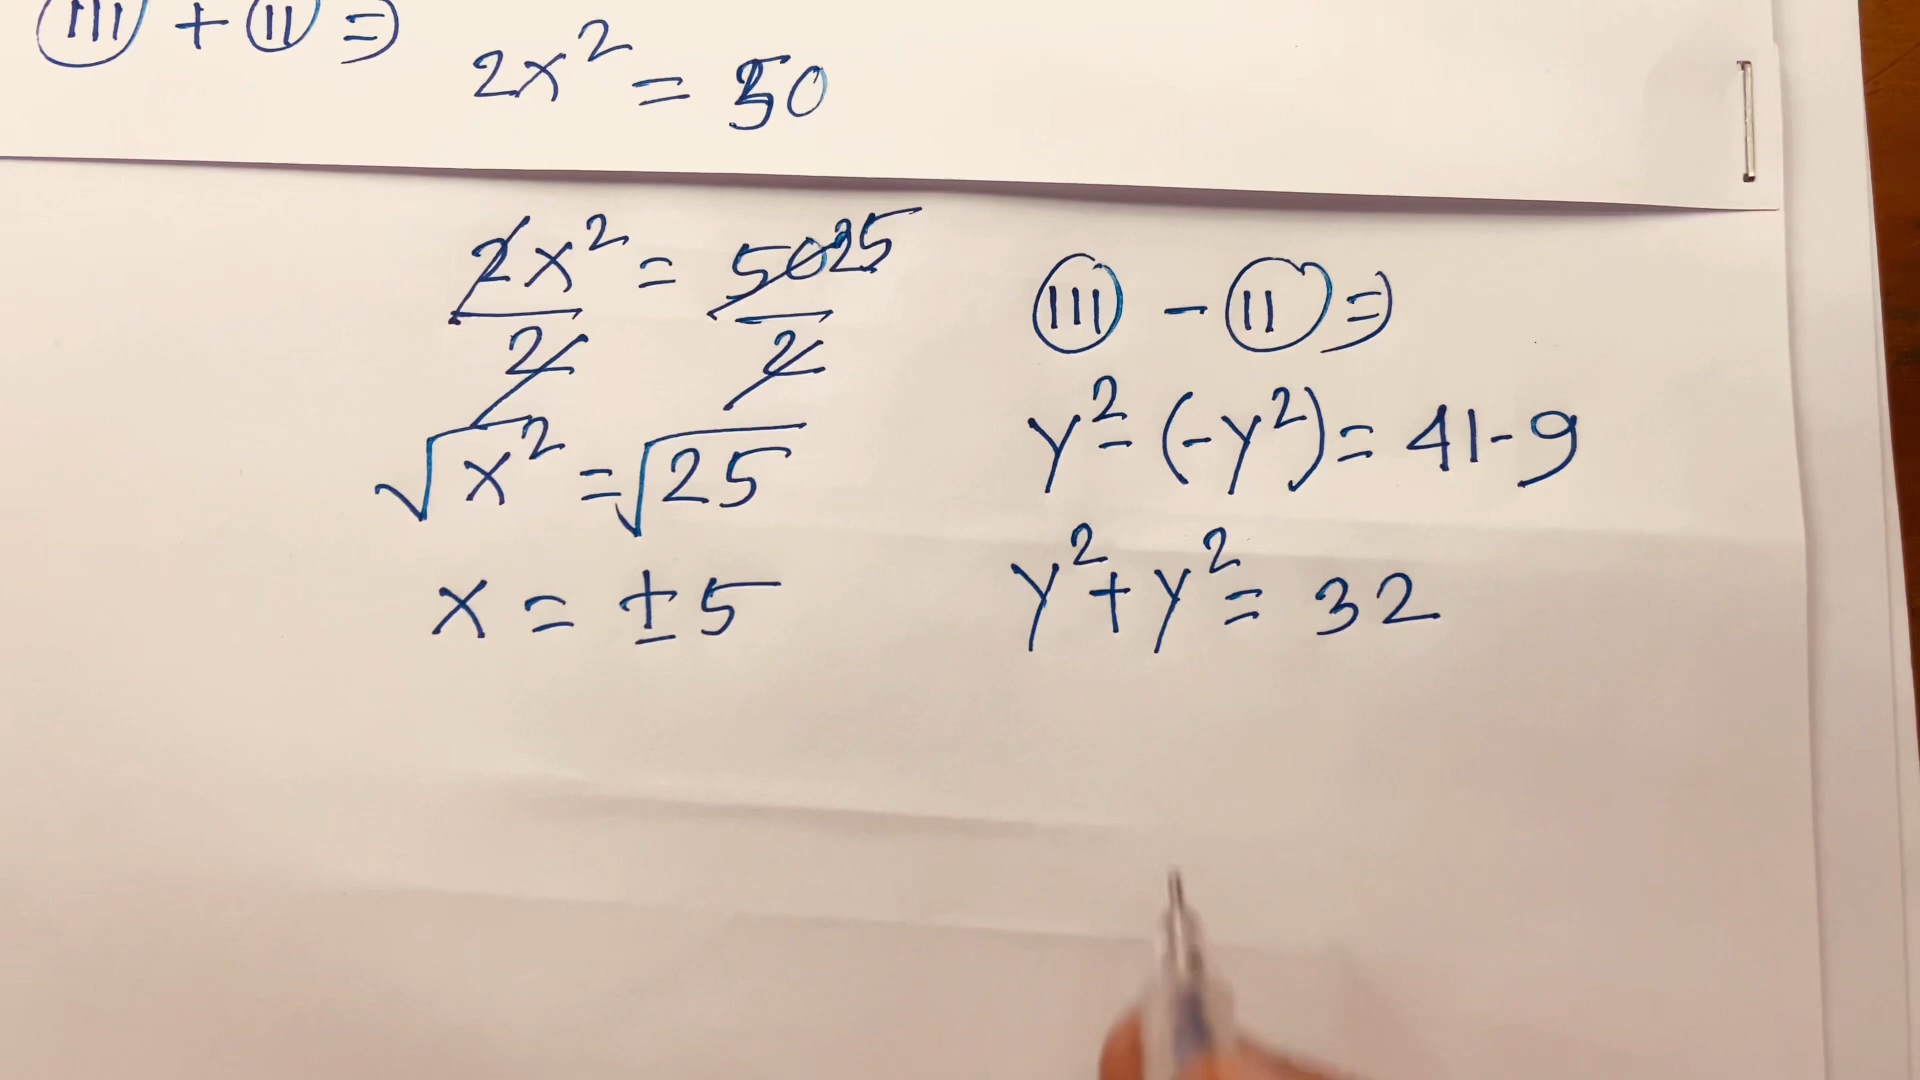 III + II ⇒
2x² = 50
2x²/2 = 50/2 25
√x² = √25
x = ±5
III - II ⇒
y² - (-y²) = 41-9
y² + y² = 32